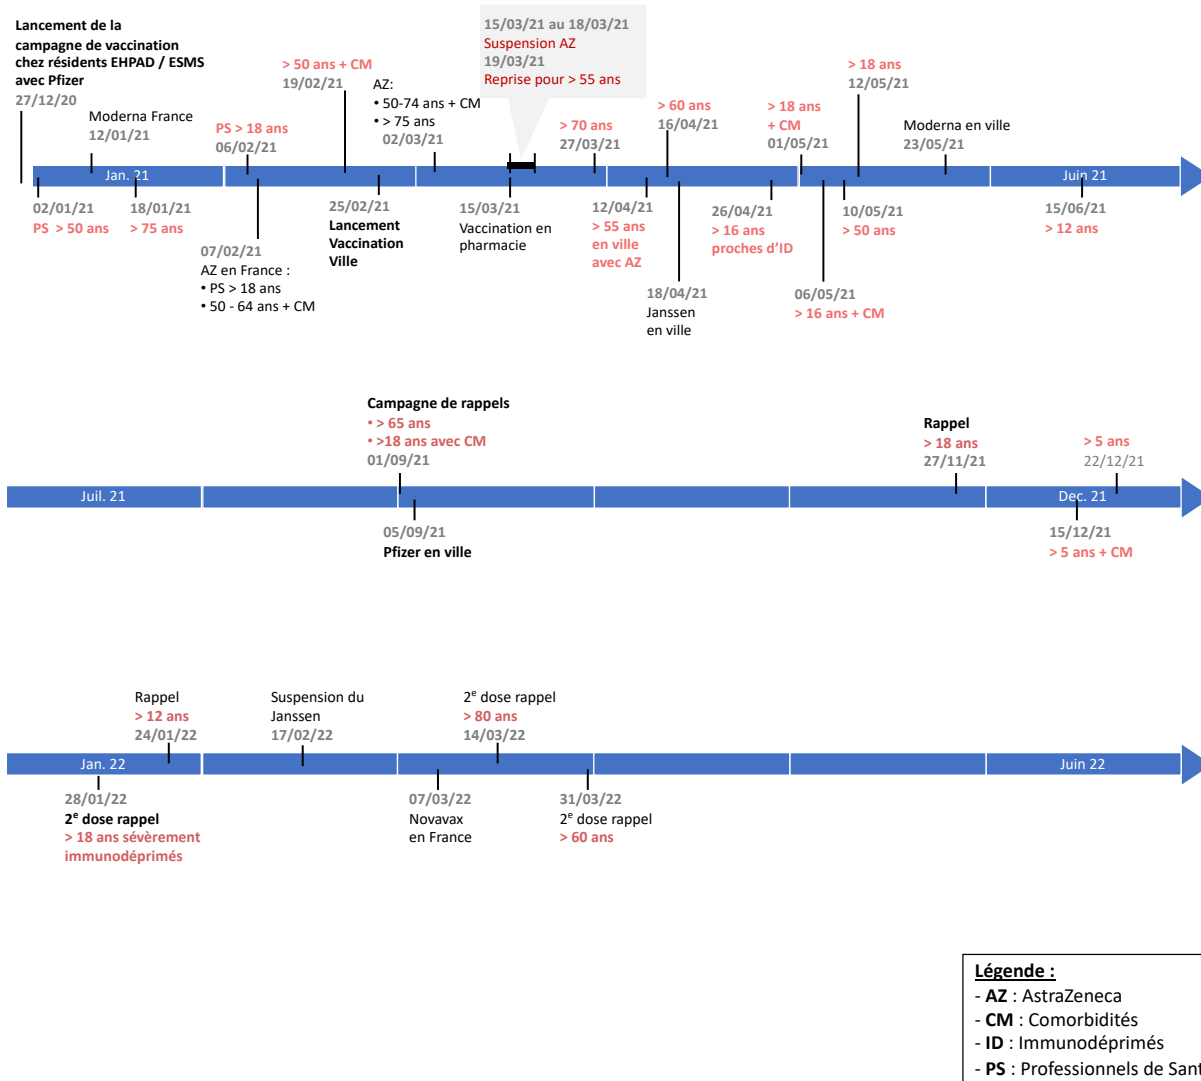 Lancement de la
campagne de vaccination
chez résidents EHPAD / ESMS
avec Pfizer
27/12/20
Moderna France
12/01/21
PS > 18 ans
06/02/21
> 50 ans + CM
19/02/21
AZ:
• 50-74 ans + CM
• > 75 ans
02/03/21
15/03/21 au 18/03/21
Suspension AZ
19/03/21
Reprise pour > 55 ans
> 70 ans
27/03/21
> 60 ans
16/04/21
> 18 ans
+ CM
01/05/21
> 18 ans
12/05/21
Moderna en ville
23/05/21
Jan. 21
Juin 21
02/01/21
PS > 50 ans
18/01/21
> 75 ans
07/02/21
AZ en France :
• PS > 18 ans
• 50 - 64 ans + CM
25/02/21
Lancement
Vaccination
Ville
15/03/21
Vaccination en
pharmacie
12/04/21
> 55 ans
en ville
avec AZ
18/04/21
Janssen
en ville
26/04/21
> 16 ans
proches d'ID
06/05/21
> 16 ans + CM
10/05/21
> 50 ans
15/06/21
> 12 ans
Campagne de rappels
• > 65 ans
• >18 ans avec CM
01/09/21
Rappel
> 18 ans
27/11/21
> 5 ans
22/12/21
Juil. 21
Dec. 21
05/09/21
Pfizer en ville
15/12/21
> 5 ans + CM
Rappel
> 12 ans
24/01/22
Suspension du
Janssen
17/02/22
2e dose rappel
> 80 ans
14/03/22
Jan. 22
Juin 22
28/01/22
2e dose rappel
> 18 ans sévèrement
immunodéprimés
07/03/22
Novavax
en France
31/03/22
2e dose rappel
> 60 ans
Légende :
- AZ : AstraZeneca
- CM : Comorbidités
- ID : Immunodéprimés
- PS : Professionnels de Sant